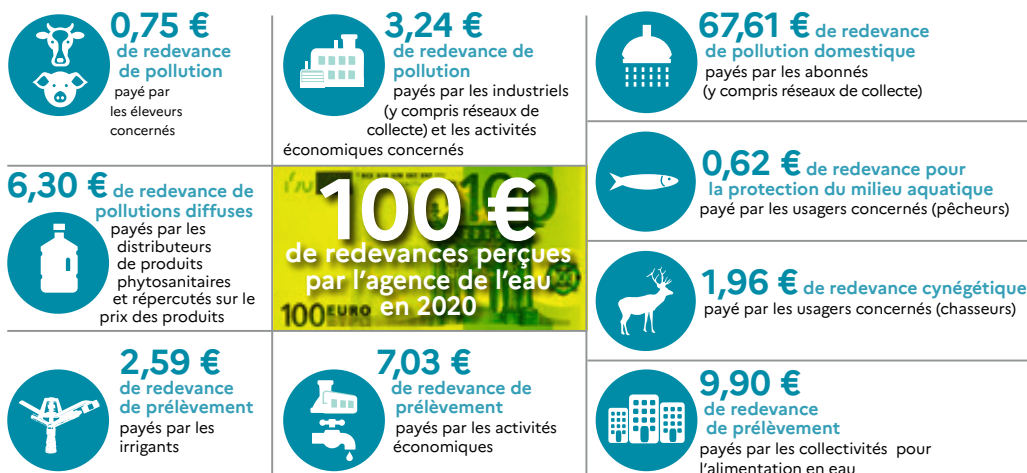 0,75 €
de redevance
de pollution
payé par
les éleveurs
concernés
3,24 €
de redevance de
pollution
payés par les industriels
(y compris réseaux de
collecte) et les activités
économiques concernés
67,61 € de redevance
de pollution domestique
payés par les abonnés
(y compris réseaux de collecte)
0,62 € de redevance pour
la protection du milieu aquatique
payé par les usagers concernés (pêcheurs)
6,30 € de redevance de
pollutions diffuses
payés par les
distributeurs
de produits
phytosanitaires
et répercutés sur le
prix des produits
100 €
de redevances perçues
par l'agence de l'eau
en 2020
100
100 EURO
1,96 € de redevance cynégétique
payé par les usagers concernés (chasseurs)
2,59 €
de redevance
de prélèvement
payés par les
irrigants
7,03 €
de redevance de
prélèvement
payés par les activités
économiques
9,90 €
de redevance
de prélèvement
payés par les collectivités pour
l'alimentation en eau